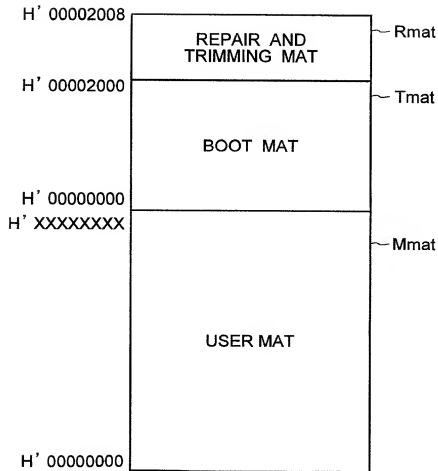 H' 00002008
REPAIR AND
TRIMMING MAT
Rmat
H' 00002000
Tmat
BOOT MAT
H' 00000000
H' XXXXXXXX
Mmat
USER MAT
H' 00000000